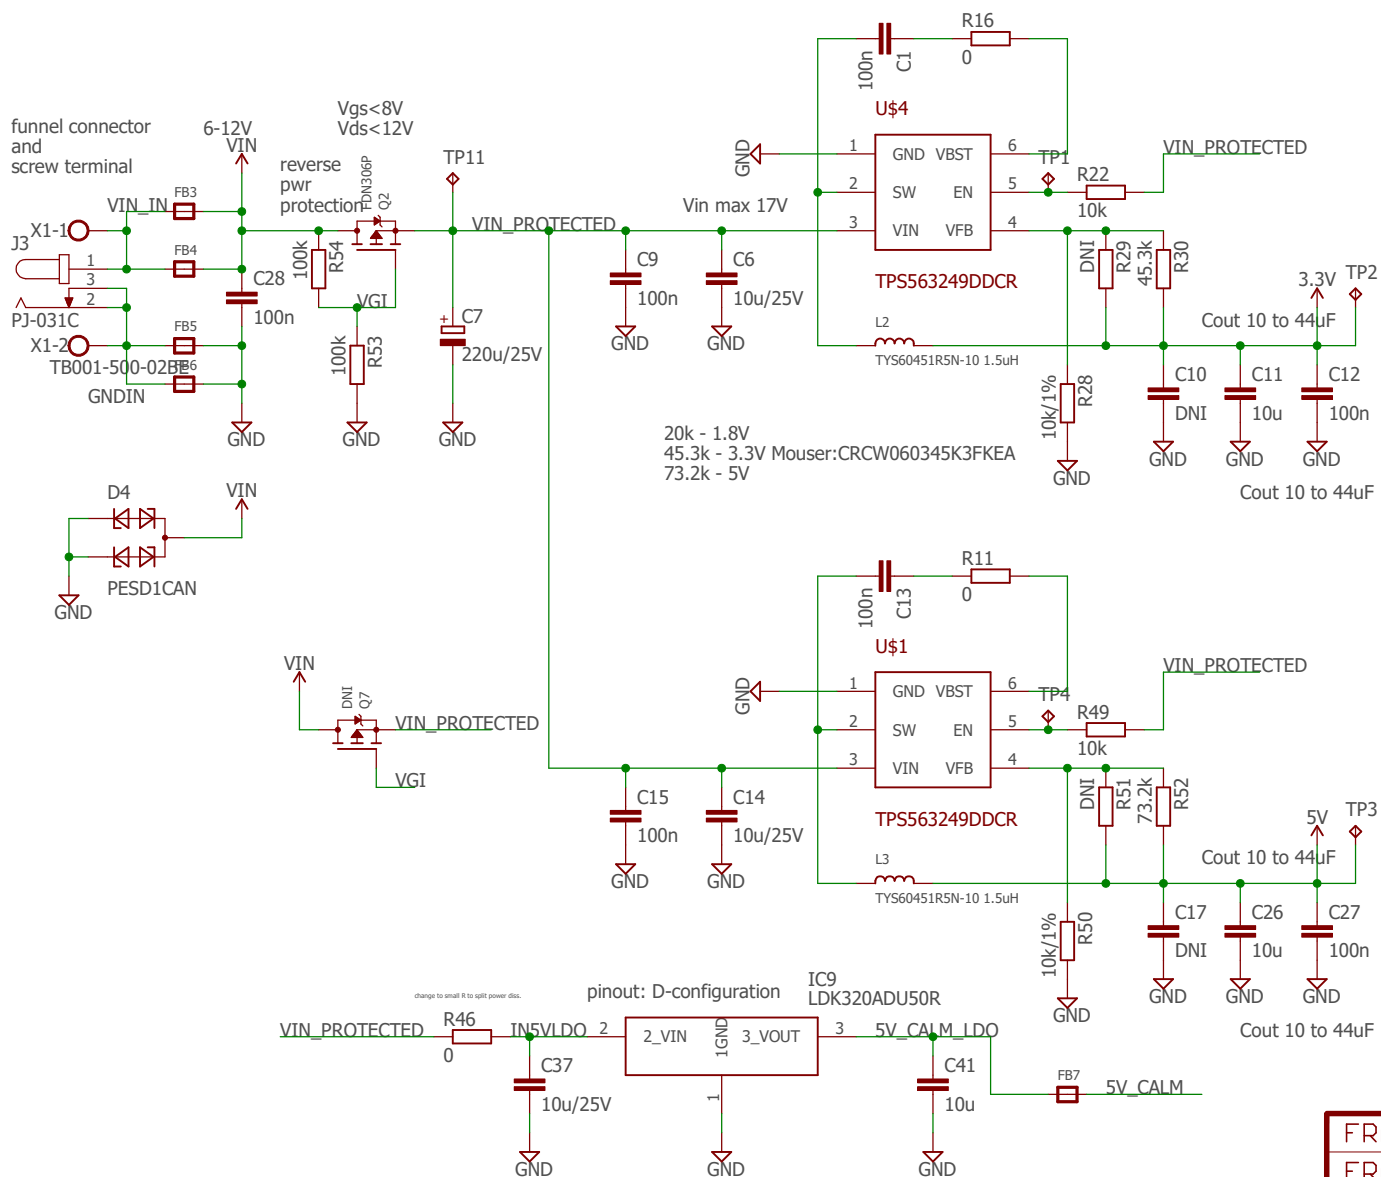 funnel connector
and
screw terminal
6-12V
VIN
Vgs<8V
Vds<12V
reverse
pwr
protection
FDN306P
Q2
TP11
VIN_PROTECTED
FB3
VIN_IN
X1-1
J3
FB4
1
3
2
PJ-031C
X1-2
FB5
TB001-500-02BE
FB6
GNDIN
C28
100n
GND
100k
R54
VGI
100k
R53
GND
C7
+
220u/25V
GND
C9
100n
GND
Vin max 17V
C6
10u/25V
GND
100n
C1
R16
0
U$4
GND
1
2
3
GND VBST
SW EN
VIN VFB
6
5
4
TPS563249DDCR
TP1
R22
10k
VIN_PROTECTED
DNI
R29
45.3k
R30
L2
TYS60451R5N-10 1.5uH
3.3V
TP2
Cout 10 to 44uF
10k/1%
R28
GND
C10
DNI
GND
C11
10u
GND
C12
100n
GND
Cout 10 to 44uF
20k - 1.8V
45.3k - 3.3V Mouser:CRCW060345K3FKEA
73.2k - 5V
D4
VIN
PESD1CAN
GND
VIN
DNI
Q7
VIN_PROTECTED
VGI
C15
100n
GND
C14
10u/25V
GND
100n
C13
R11
0
U$1
GND
1
2
3
GND VBST
SW EN
VIN VFB
6
5
4
TPS563249DDCR
TP4
R49
10k
VIN_PROTECTED
DNI
R51
73.2k
R52
L3
TYS60451R5N-10 1.5uH
5V
TP3
Cout 10 to 44uF
10k/1%
R50
GND
C17
DNI
GND
C26
10u
GND
C27
100n
GND
Cout 10 to 44uF
change to small R to split power diss.
pinout: D-configuration
IC9
LDK320ADU50R
VIN_PROTECTED
R46
0
IN5VLDO
2
2_VIN
1GND
3_VOUT
3
1
5V_CALM_LDO
C37
10u/25V
GND
GND
C41
10u
GND
FB7
5V_CALM
FR
FR